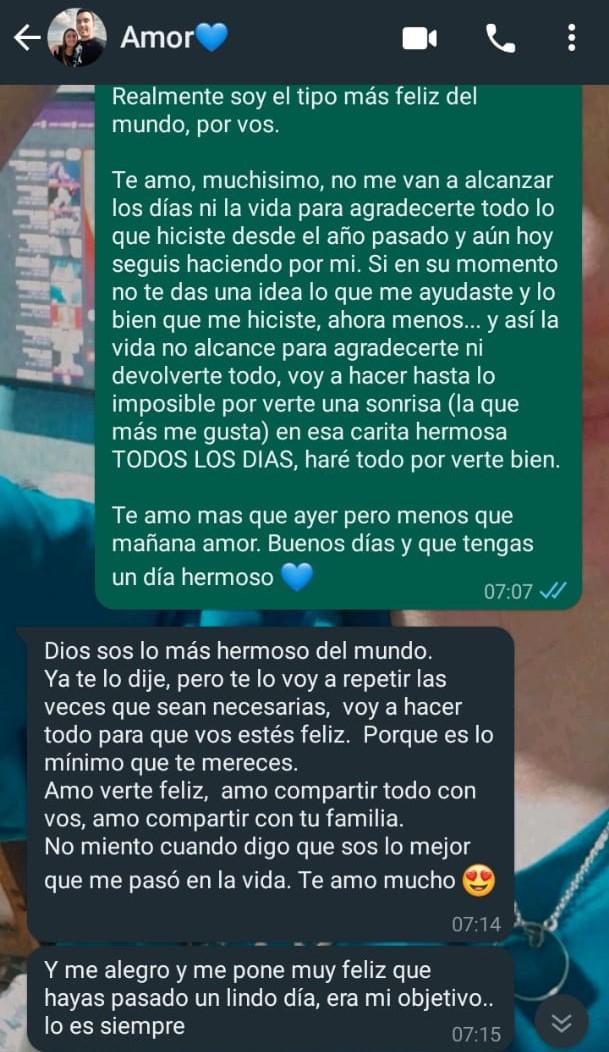 Amor💙
Realmente soy el tipo más feliz del
mundo, por vos.
Te amo, muchisimo, no me van a alcanzar
los días ni la vida para agradecerte todo lo
que hiciste desde el año pasado y aún hoy
seguis haciendo por mi. Si en su momento
no te das una idea lo que me ayudaste y lo
bien que me hiciste, ahora menos... y así la
vida no alcance para agradecerte ni
devolverte todo, voy a hacer hasta lo
imposible por verte una sonrisa (la que
más me gusta) en esa carita hermosa
TODOS LOS DIAS, haré todo por verte bien.
Te amo mas que ayer pero menos que
mañana amor. Buenos días y que tengas
un día hermoso 💙
07:07
Dios sos lo más hermoso del mundo.
Ya te lo dije, pero te lo voy a repetir las
veces que sean necesarias, voy a hacer
todo para que vos estés feliz. Porque es lo
mínimo que te mereces.
Amo verte feliz, amo compartir todo con
vos, amo compartir con tu familia.
No miento cuando digo que sos lo mejor
que me pasó en la vida. Te amo mucho 😍
07:14
Y me alegro y me pone muy feliz que
hayas pasado un lindo día, era mi objetivo..
lo es siempre
07:15